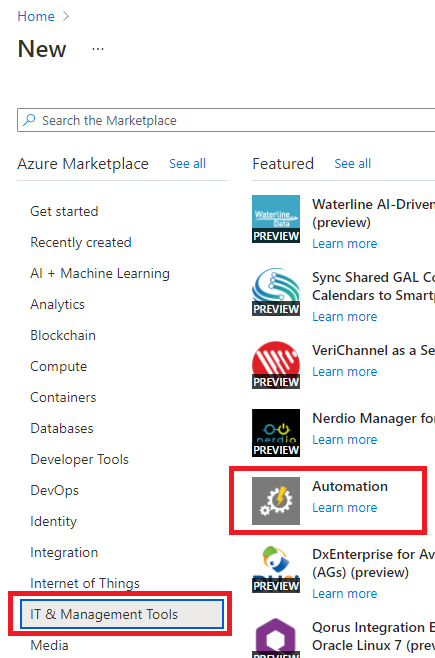 Home >
New ...
Search the Marketplace
Azure Marketplace See all
Get started
Recently created
AI + Machine Learning
Analytics
Blockchain
Compute
Containers
Databases
Developer Tools
DevOps
Identity
Integration
Internet of Things
IT & Management Tools
Media
Featured See all
Waterline Data
PREVIEW
Waterline AI-Driven
(preview)
Learn more
PREVIEW
Sync Shared GAL Co
Calendars to Smartp
Learn more
PREVIEW
VeriChannel as a Se
Learn more
nerdio
PREVIEW
Nerdio Manager for
Learn more
Automation
Learn more
PREVIEW
DxEnterprise for Av
(AGs) (preview)
Learn more
PREVIEW
Qorus Integration E
Oracle Linux 7 (prev